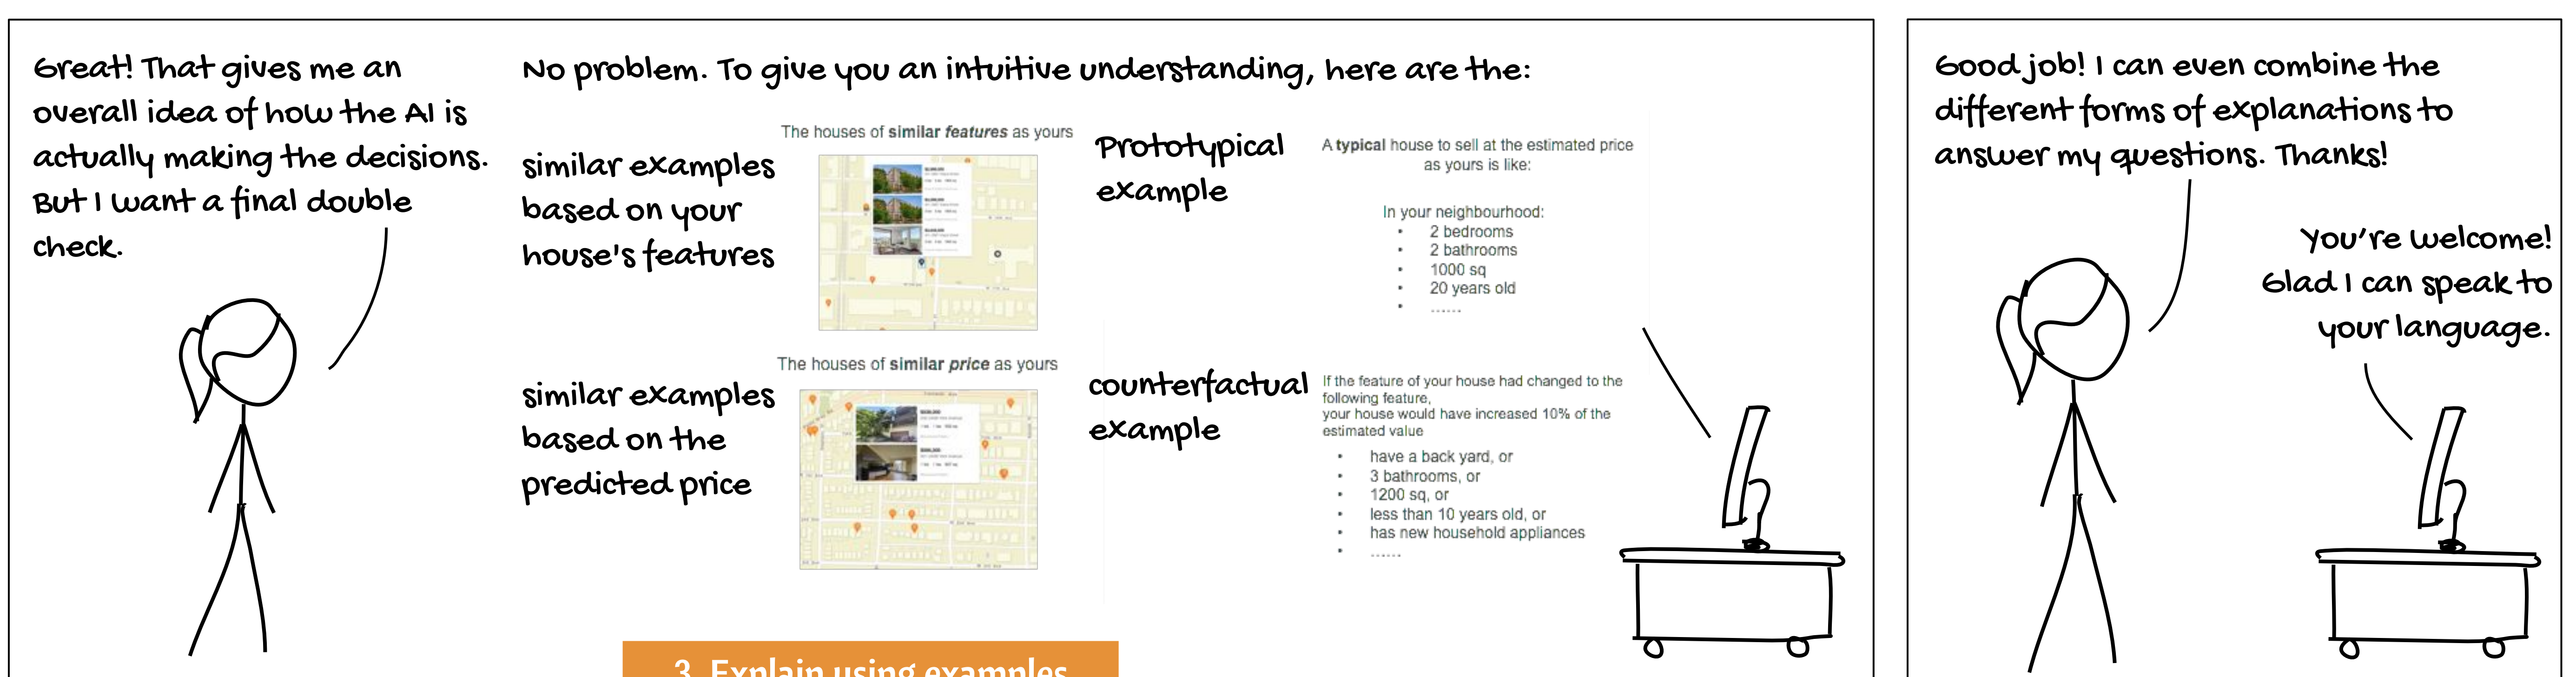 Great! That gives me an
overall idea of how the AI is
actually making the decisions.
But I want a final double
check.
No problem. To give you an intuitive understanding, here are the:
similar examples
based on your
house's features
The houses of similar features as yours
Prototypical
example
A typical house to sell at the estimated price
as yours is like:
In your neighbourhood:
• 2 bedrooms
• 2 bathrooms
• 1000 sq
• 20 years old
• ......
similar examples
based on the
predicted price
The houses of similar price as yours
counterfactual
example
If the feature of your house had changed to the
following feature,
your house would have increased 10% of the
estimated value
• have a back yard, or
• 3 bathrooms, or
• 1200 sq, or
• less than 10 years old, or
• has new household appliances
• ......
3. Explain using examples
Good job! I can even combine the
different forms of explanations to
answer my questions. Thanks!
You're welcome!
Glad I can speak to
your language.